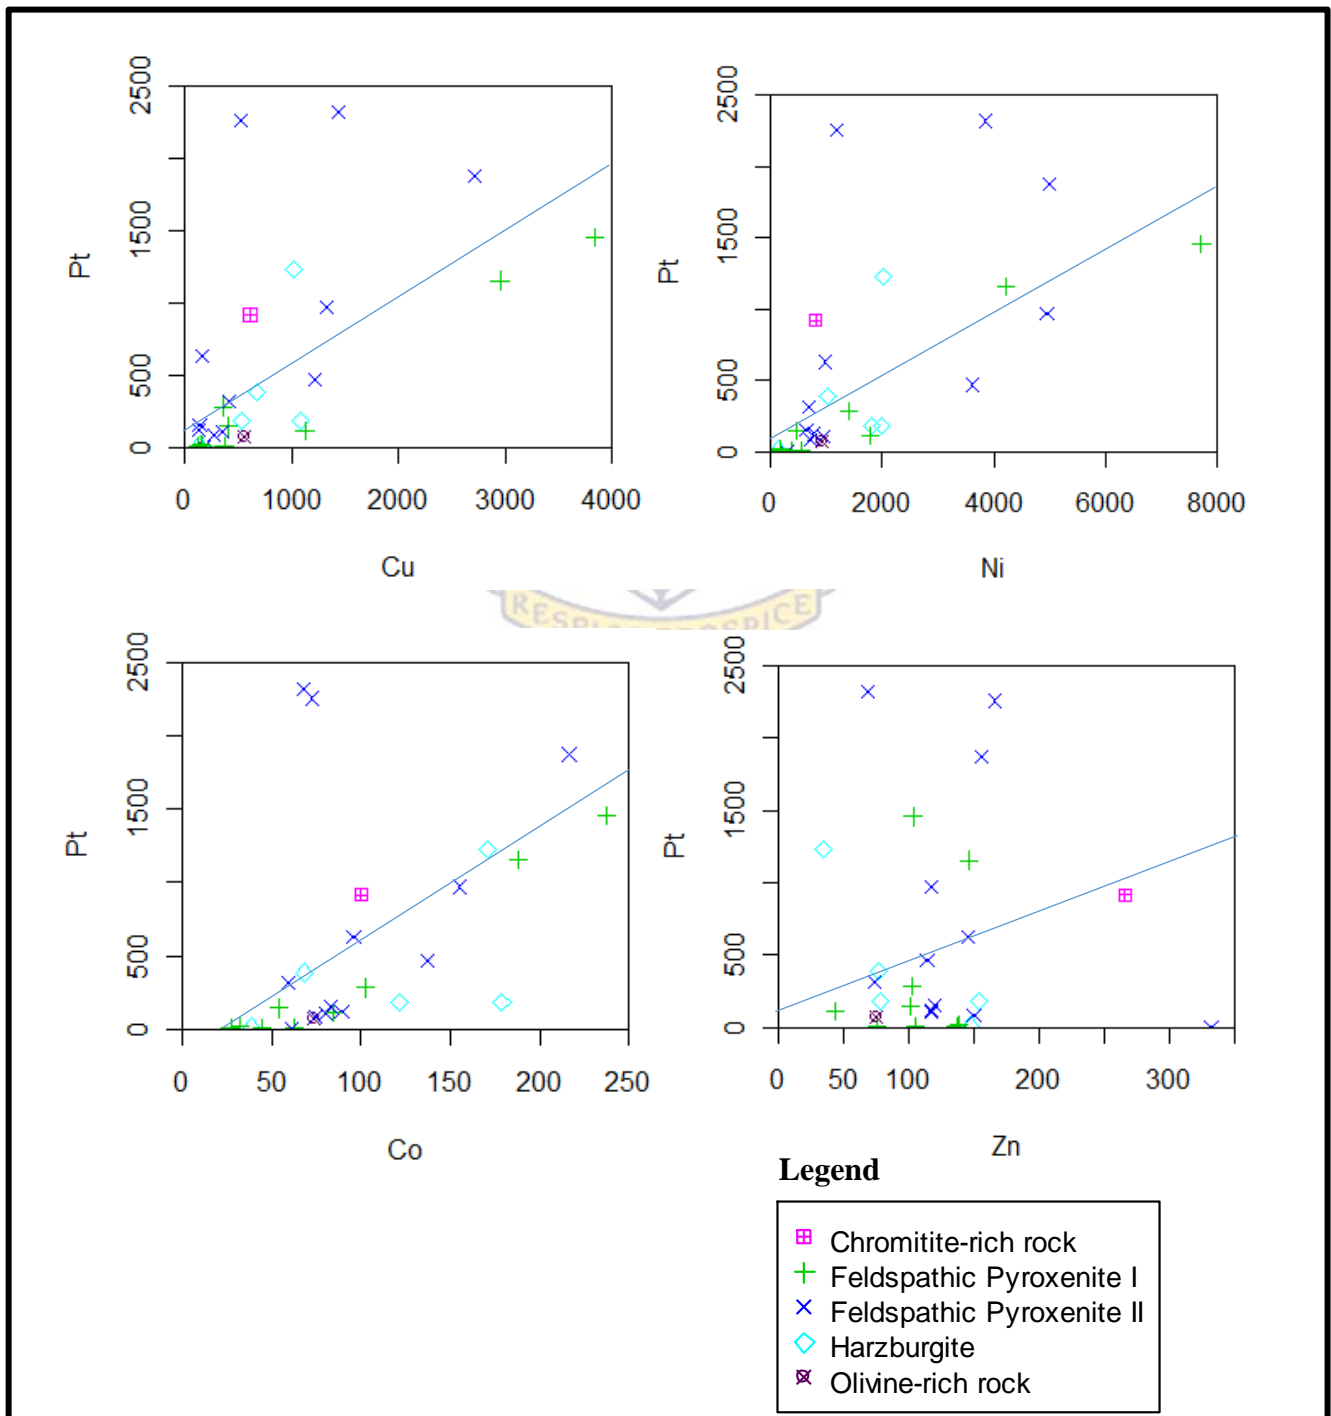 2500
1500
500
0
Pt
0 1000 2000 3000 4000
Cu
2500
1500
500
0
Pt
0 2000 4000 6000 8000
Ni
RESPICE PROSPICE
2500
1500
500
0
Pt
0 50 100 150 200 250
Co
2500
1500
500
0
Pt
0 50 100 200 300
Zn
Legend
Chromitite-rich rock
Feldspathic Pyroxenite I
Feldspathic Pyroxenite II
Harzburgite
Olivine-rich rock